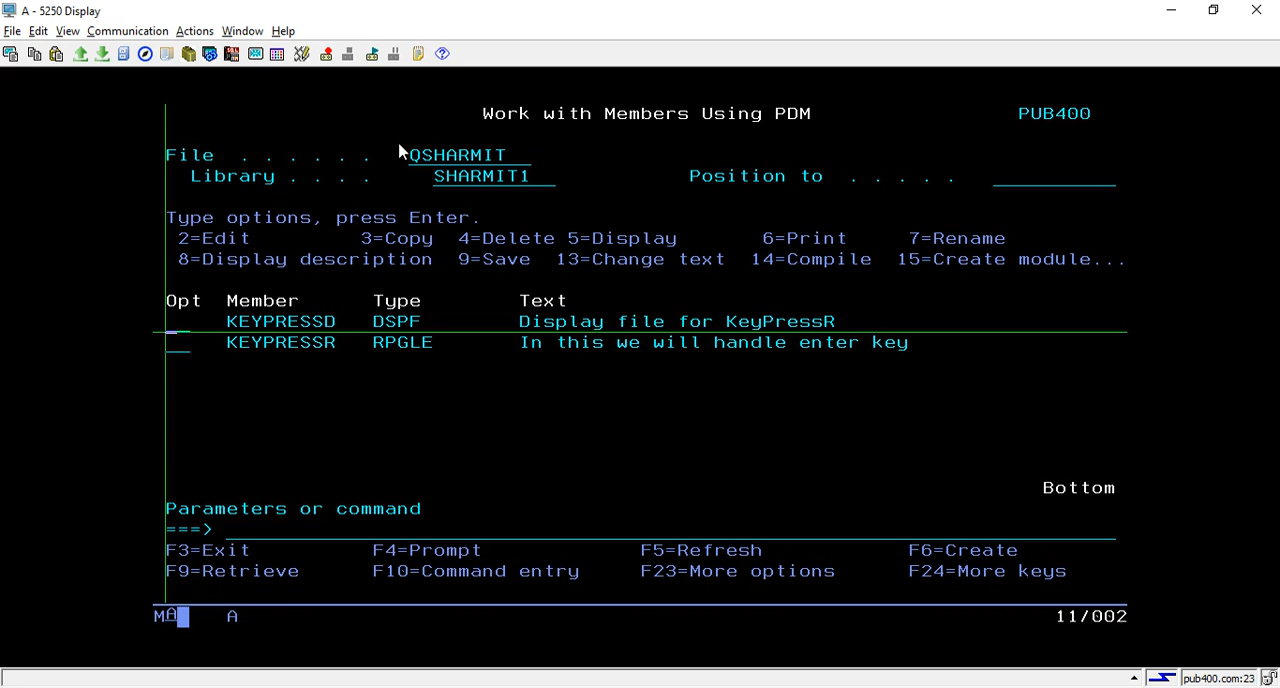 A - 5250 Display
File Edit View Communication Actions Window Help
Work with Members Using PDM PUB400
File . . . . . . QSHARMIT
Library . . . . SHARMIT1 Position to . . . . .
Type options, press Enter.
2=Edit 3=Copy 4=Delete 5=Display 6=Print 7=Rename
8=Display description 9=Save 13=Change text 14=Compile 15=Create module...
Opt Member Type Text
KEYPRESSD DSPF Display file for KeyPressR
KEYPRESSR RPGLE In this we will handle enter key
Bottom
Parameters or command
===>
F3=Exit F4=Prompt F5=Refresh F6=Create
F9=Retrieve F10=Command entry F23=More options F24=More keys
MA A 11/002
pub400.com:23